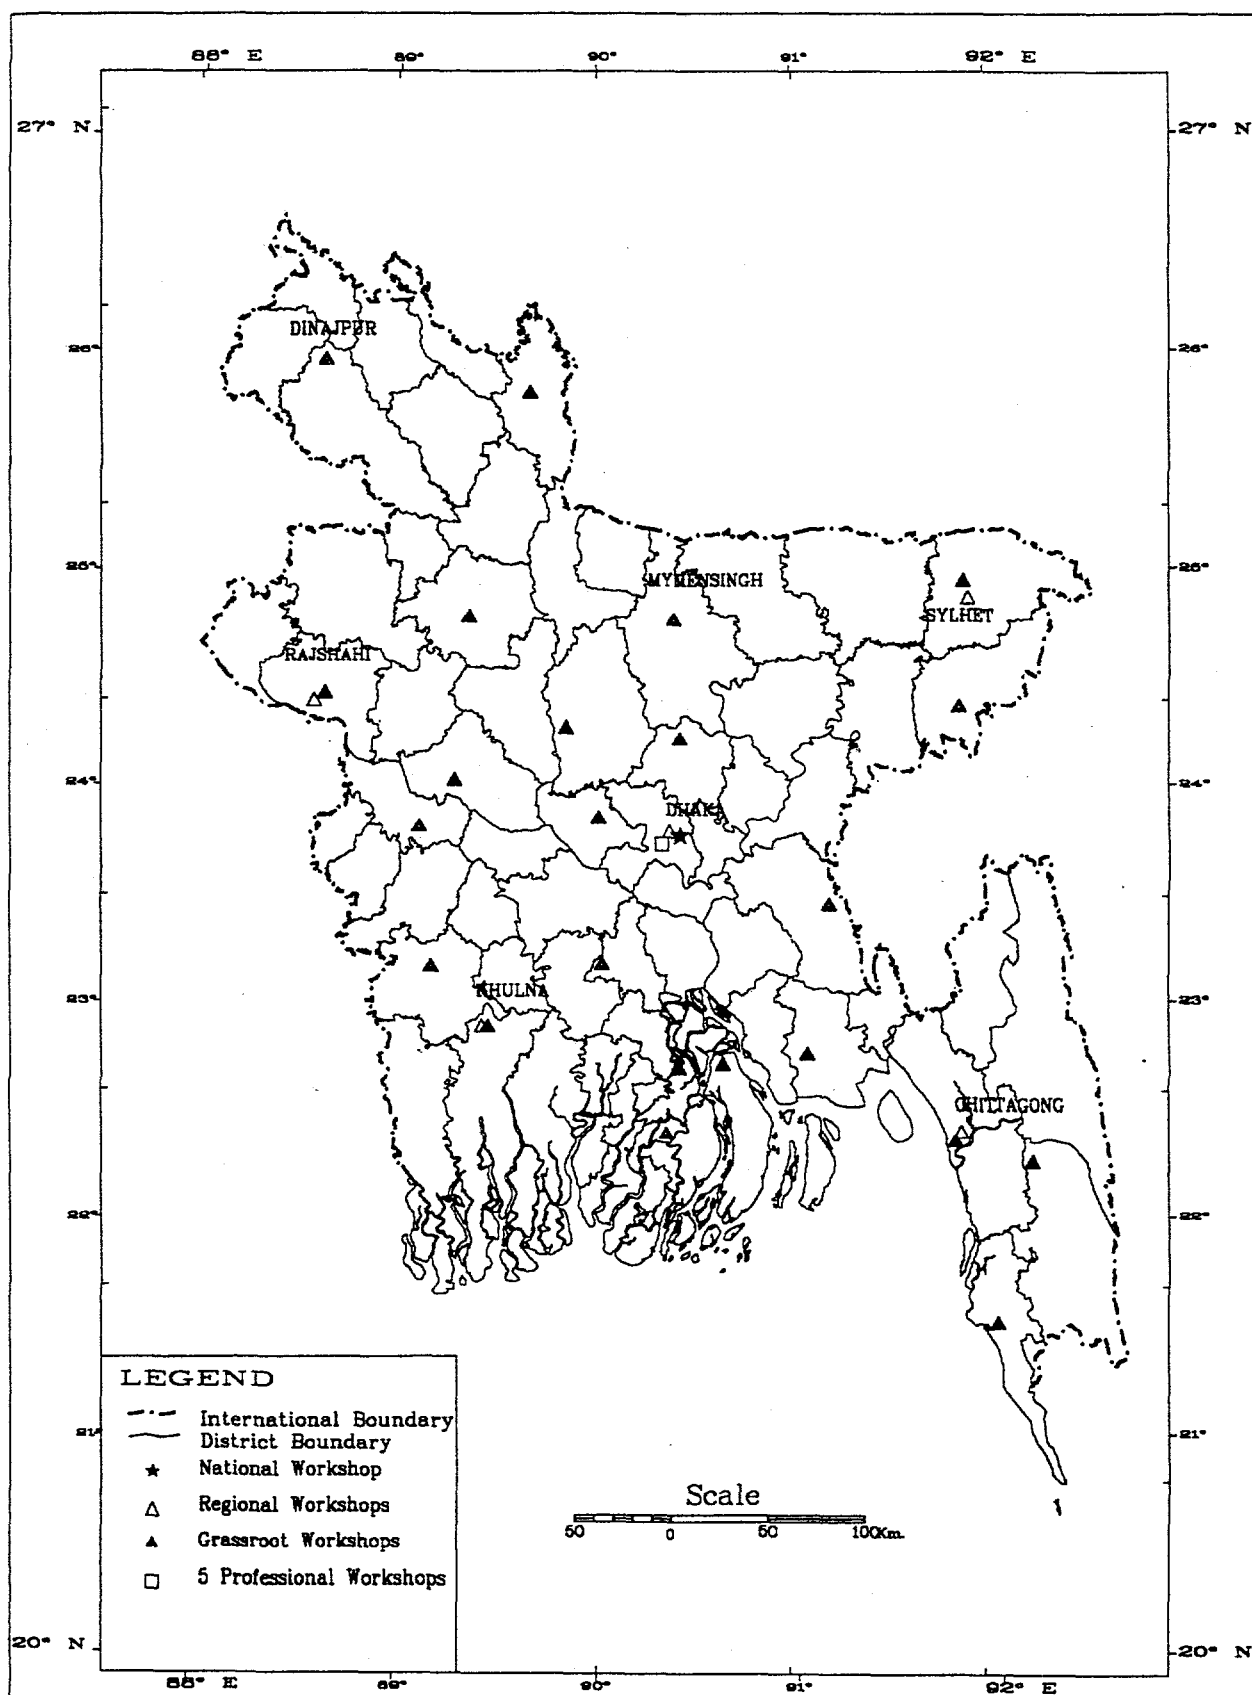 88° E 89° 90° 91° 92° E
27° N 27° N
DINAJPUR
26° 26°
25° 25°
MYMENSINGH
SYLHET
RAJSHAHI
24° 24°
DHAKA
23° 23°
KHULNA
CHITTAGONG
22° 22°
LEGEND
International Boundary
21° 21°
District Boundary
National Workshop
Scale
Regional Workshops
50 0 50 100Km.
Grassroot Workshops
5 Professional Workshops
20° N 20° N
88° E 89° 90° 91° 92° E